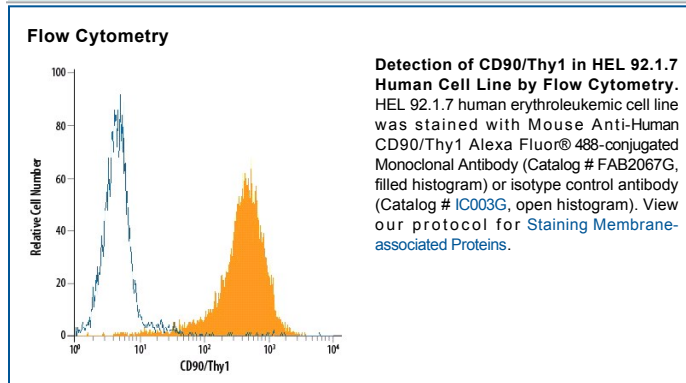 Flow Cytometry
Detection of CD90/Thy1 in HEL 92.1.7
Human Cell Line by Flow Cytometry.
HEL 92.1.7 human erythroleukemic cell line
was stained with Mouse Anti-Human
CD90/Thy1 Alexa Fluor® 488-conjugated
Monoclonal Antibody (Catalog # FAB2067G,
filled histogram) or isotype control antibody
(Catalog # IC003G, open histogram). View
our protocol for Staining Membrane-
associated Proteins.
Relative Cell Number
100
80
60
40
20
0
10⁰ 10¹ 10² 10³ 10⁴
CD90/Thy1